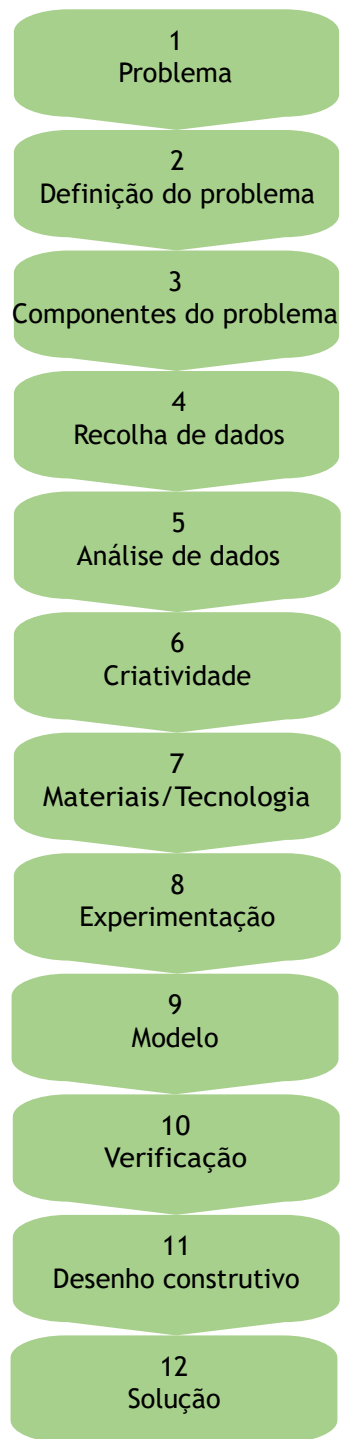 1
Problema
2
Definição do problema
3
Componentes do problema
4
Recolha de dados
5
Análise de dados
6
Criatividade
7
Materiais/Tecnologia
8
Experimentação
9
Modelo
10
Verificação
11
Desenho construtivo
12
Solução